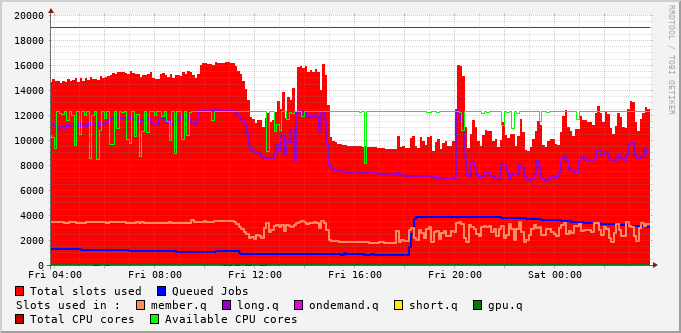 RRDTOOL / TOBI OETIKER
20000
18000
16000
14000
12000
10000
8000
6000
4000
2000
0
Fri 04:00 Fri 08:00 Fri 12:00 Fri 16:00 Fri 20:00 Sat 00:00
Total slots used Queued Jobs
Slots used in : member.q long.q ondemand.q short.q gpu.q
Total CPU cores Available CPU cores